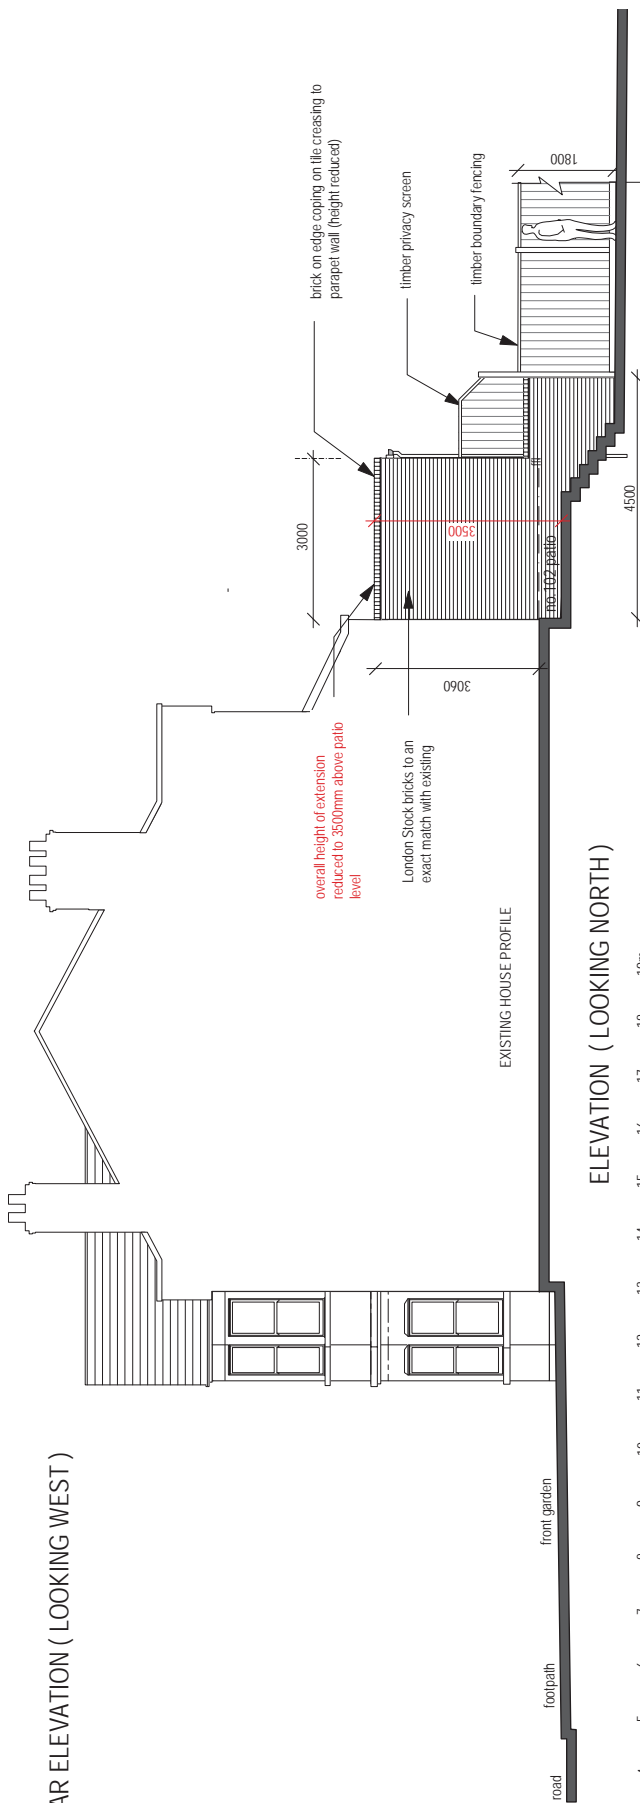 AR ELEVATION ( LOOKING WEST )
brick on edge coping on tile creasing to
parapet wall (height reduced)
timber privacy screen
timber boundary fencing
1800
3000
3500
no.102 patio
4500
3060
overall height of extension
reduced to 3500mm above patio
level
London Stock bricks to an
exact match with existing
EXISTING HOUSE PROFILE
ELEVATION ( LOOKING NORTH )
road
footpath
front garden